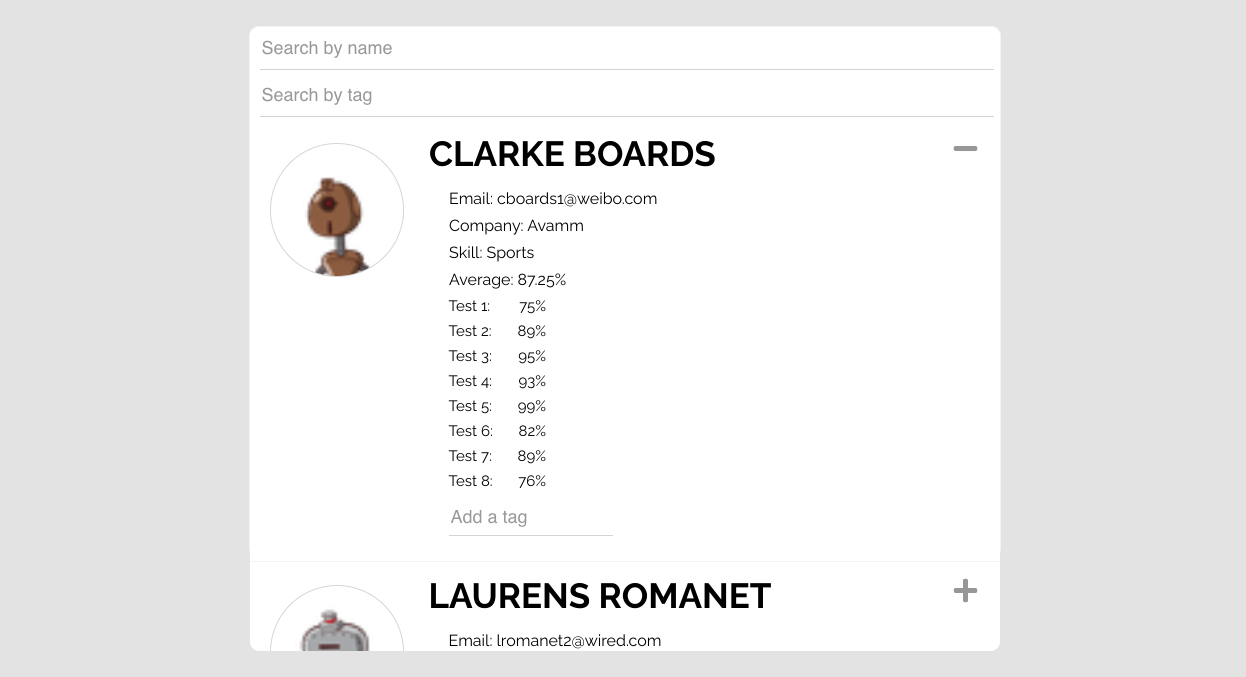 Search by name
Search by tag
CLARKE BOARDS
Email: cboards1@weibo.com
Company: Avamm
Skill: Sports
Average: 87.25%
Test 1: 75%
Test 2: 89%
Test 3: 95%
Test 4: 93%
Test 5: 99%
Test 6: 82%
Test 7: 89%
Test 8: 76%
Add a tag
LAURENS ROMANET
Email: lromanet2@wired.com